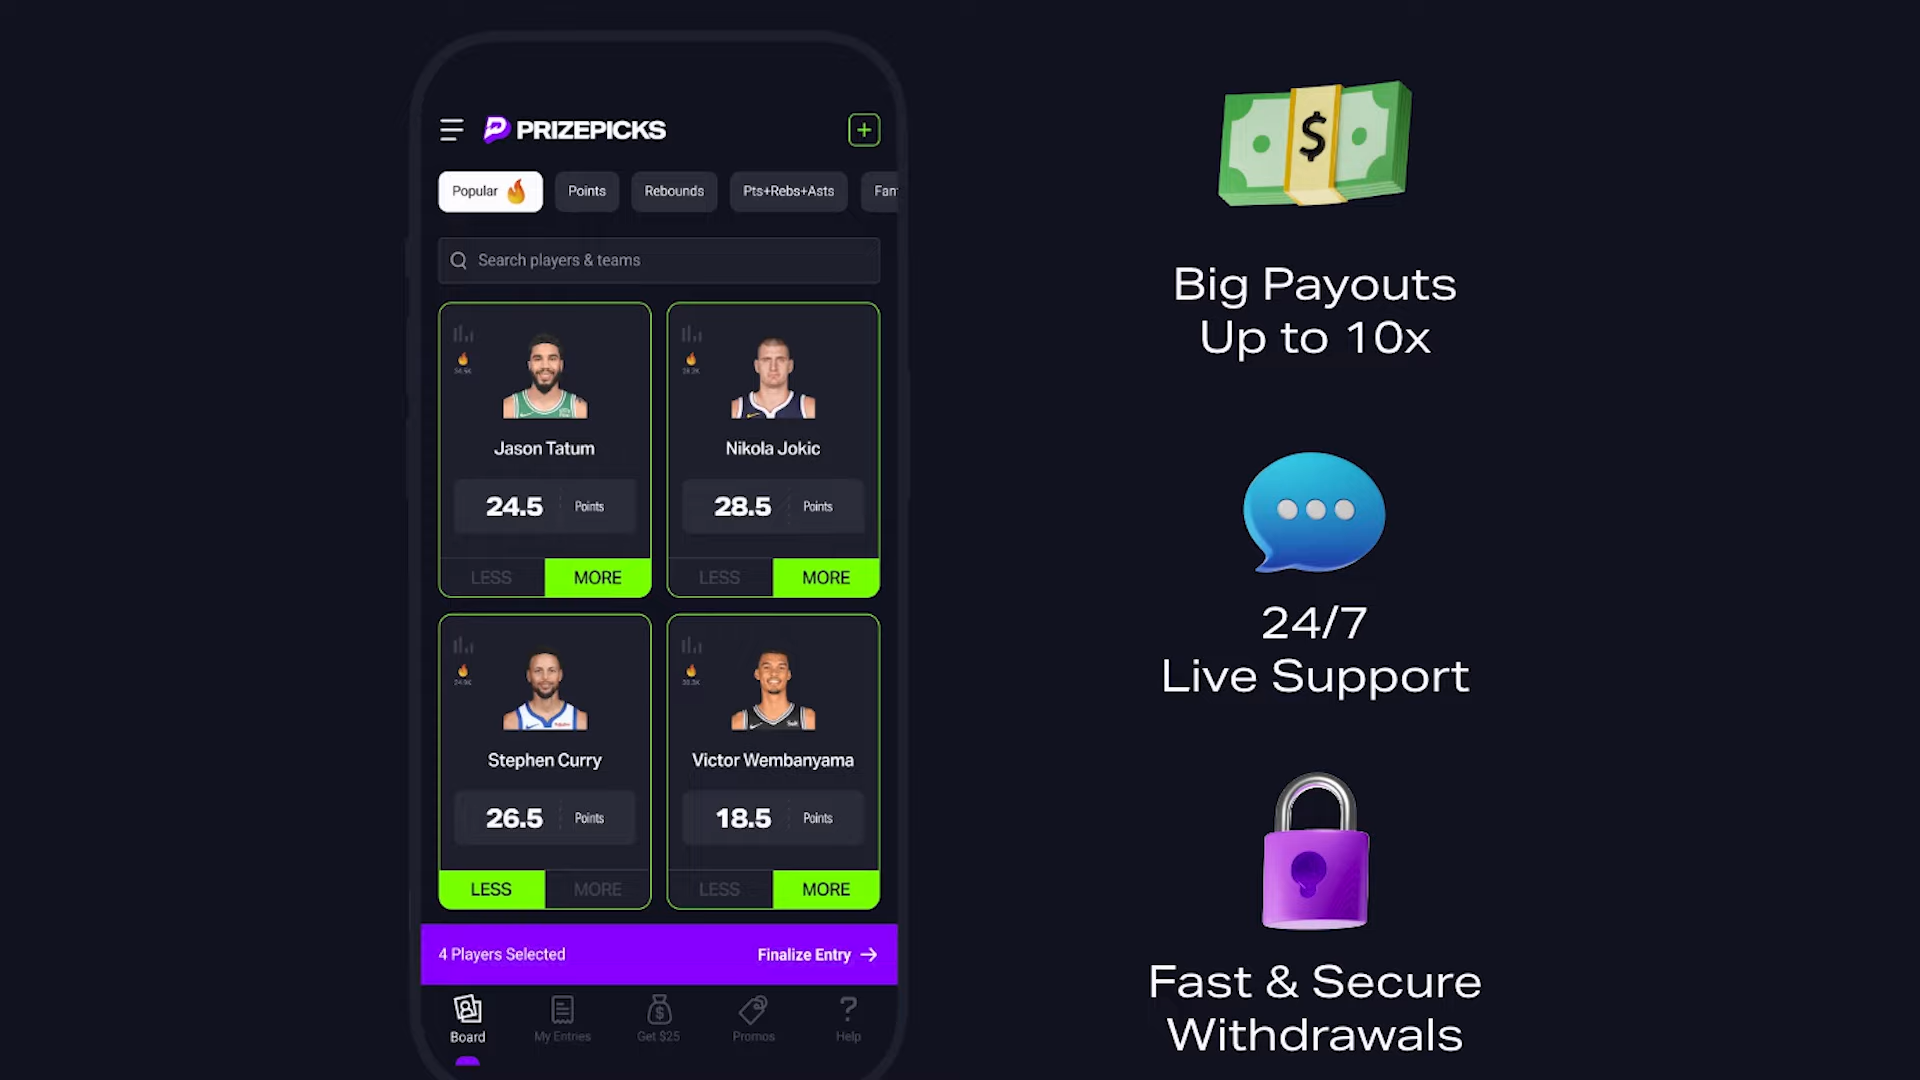 PRIZEPICKS
Popular
Points
Rebounds
Pts+Rebs+Asts
Search players & teams
Jason Tatum
24.5 Points
LESS MORE
Nikola Jokic
28.5 Points
LESS MORE
Stephen Curry
26.5 Points
LESS MORE
Victor Wembanyama
18.5 Points
LESS MORE
4 Players Selected
Finalize Entry
Board
My Entries
Get $25
Promos
Help
$
Big Payouts
Up to 10x
24/7
Live Support
Fast & Secure
Withdrawals